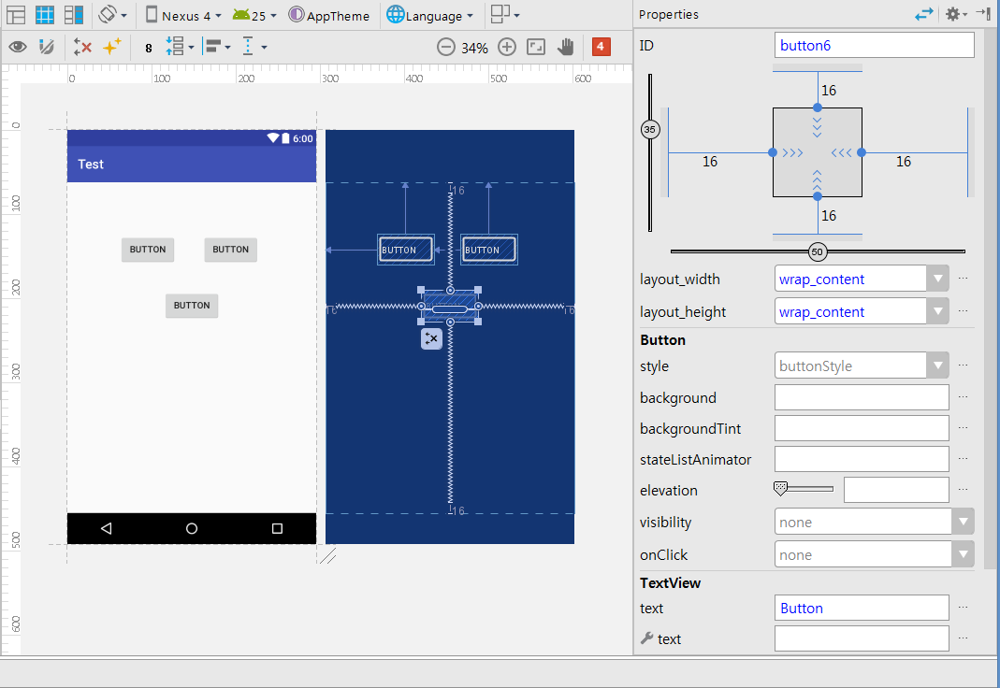 Nexus 4 25 AppTheme Language
Properties
8 34% 4
ID button6
0 100 200 300 400 500 600
0
100
200
300
400
500
600
6:00
Test
BUTTON BUTTON
BUTTON
16
BUTTON BUTTON
16 16
16
16
35
16 16
16
50
layout_width wrap_content ...
layout_height wrap_content ...
Button
style buttonStyle ...
background ...
backgroundTint ...
stateListAnimator ...
elevation ...
visibility none
onClick none
TextView
text Button ...
text ...